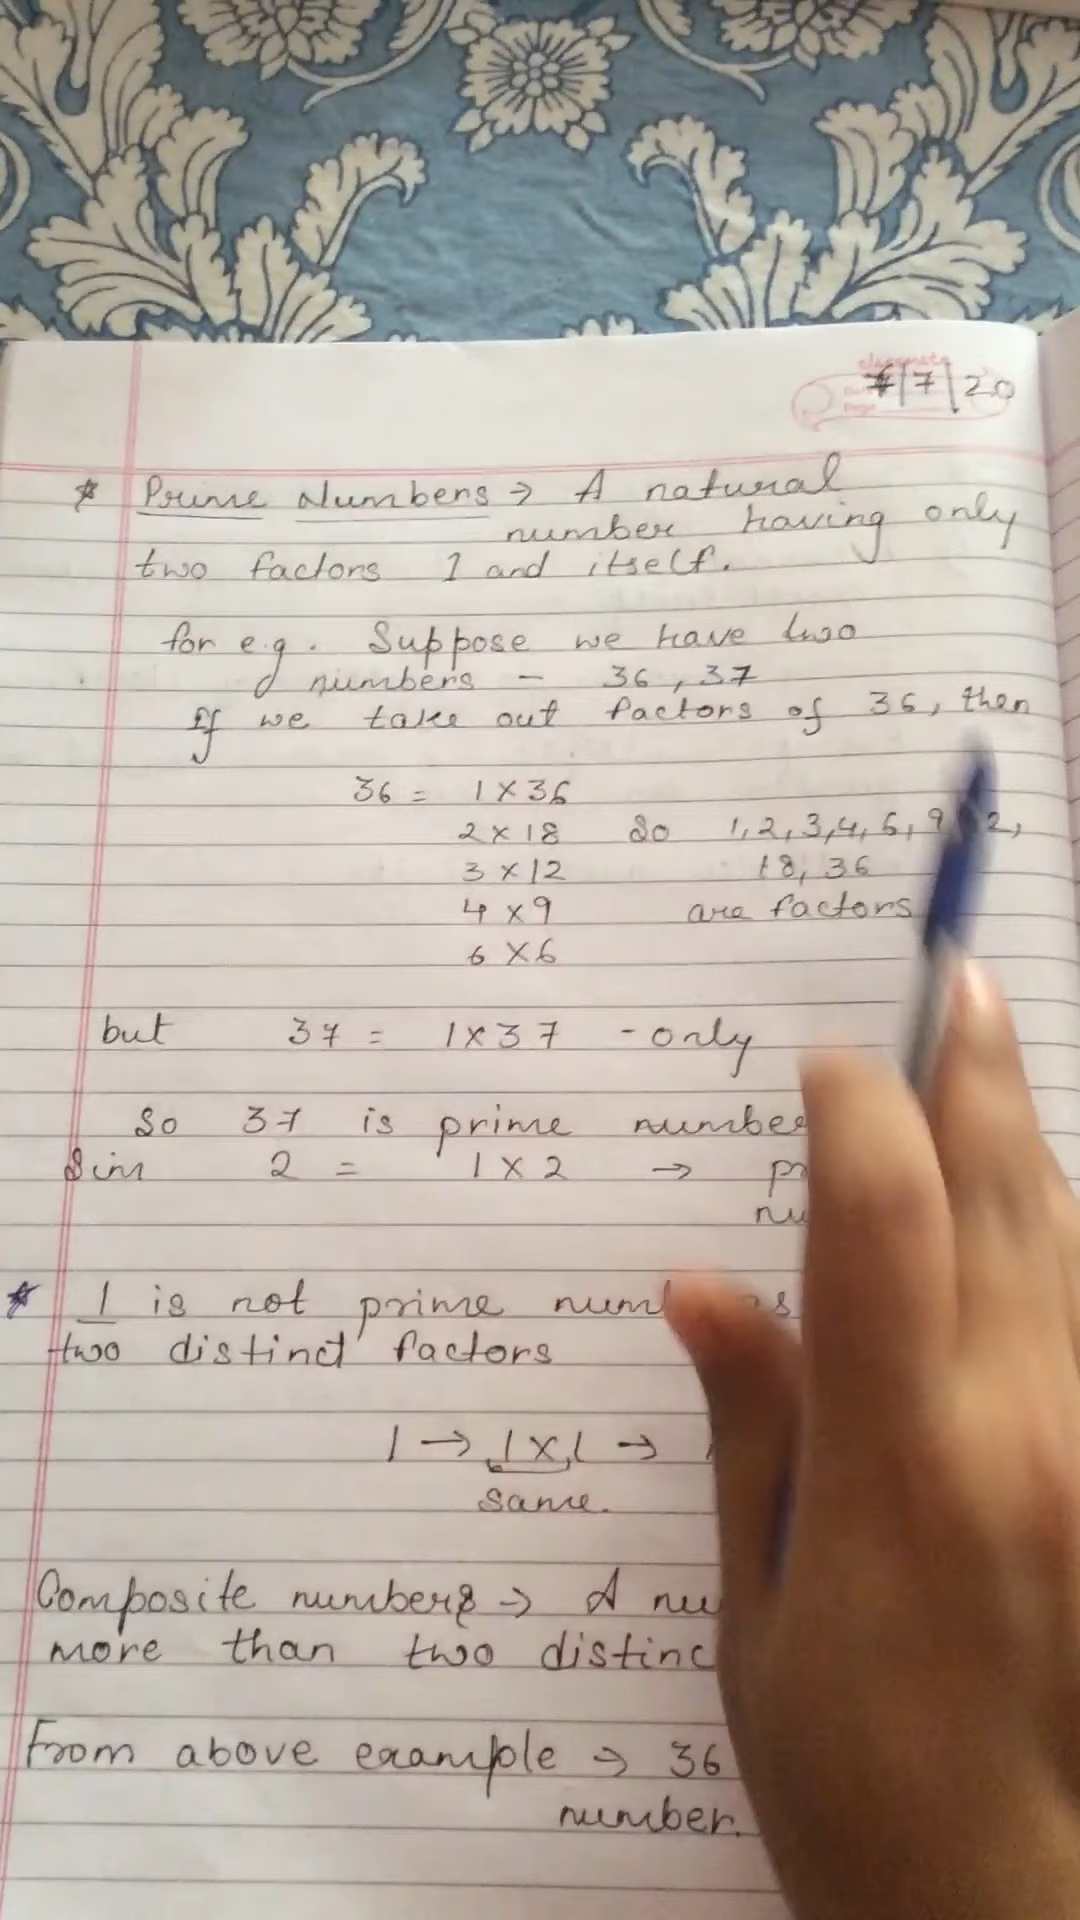 classmate
7/7/20
* Prime Numbers → A natural
number having only
two factors 1 and itself.
for e.g. Suppose we have two
numbers - 36, 37
If we take out factors of 36, then
36 = 1 X 36
2 X 18 So 1, 2, 3, 4, 6, 9
3 X 12 18, 36
4 X 9 are factors
6 X 6
but 37 = 1 X 37 - only
So 37 is prime
2 = 1 X 2 →
* 1 is not prime
two distinct factors
1 → 1 X 1 →
same.
Composite numbers → A
more than two
From above example → 36
number.